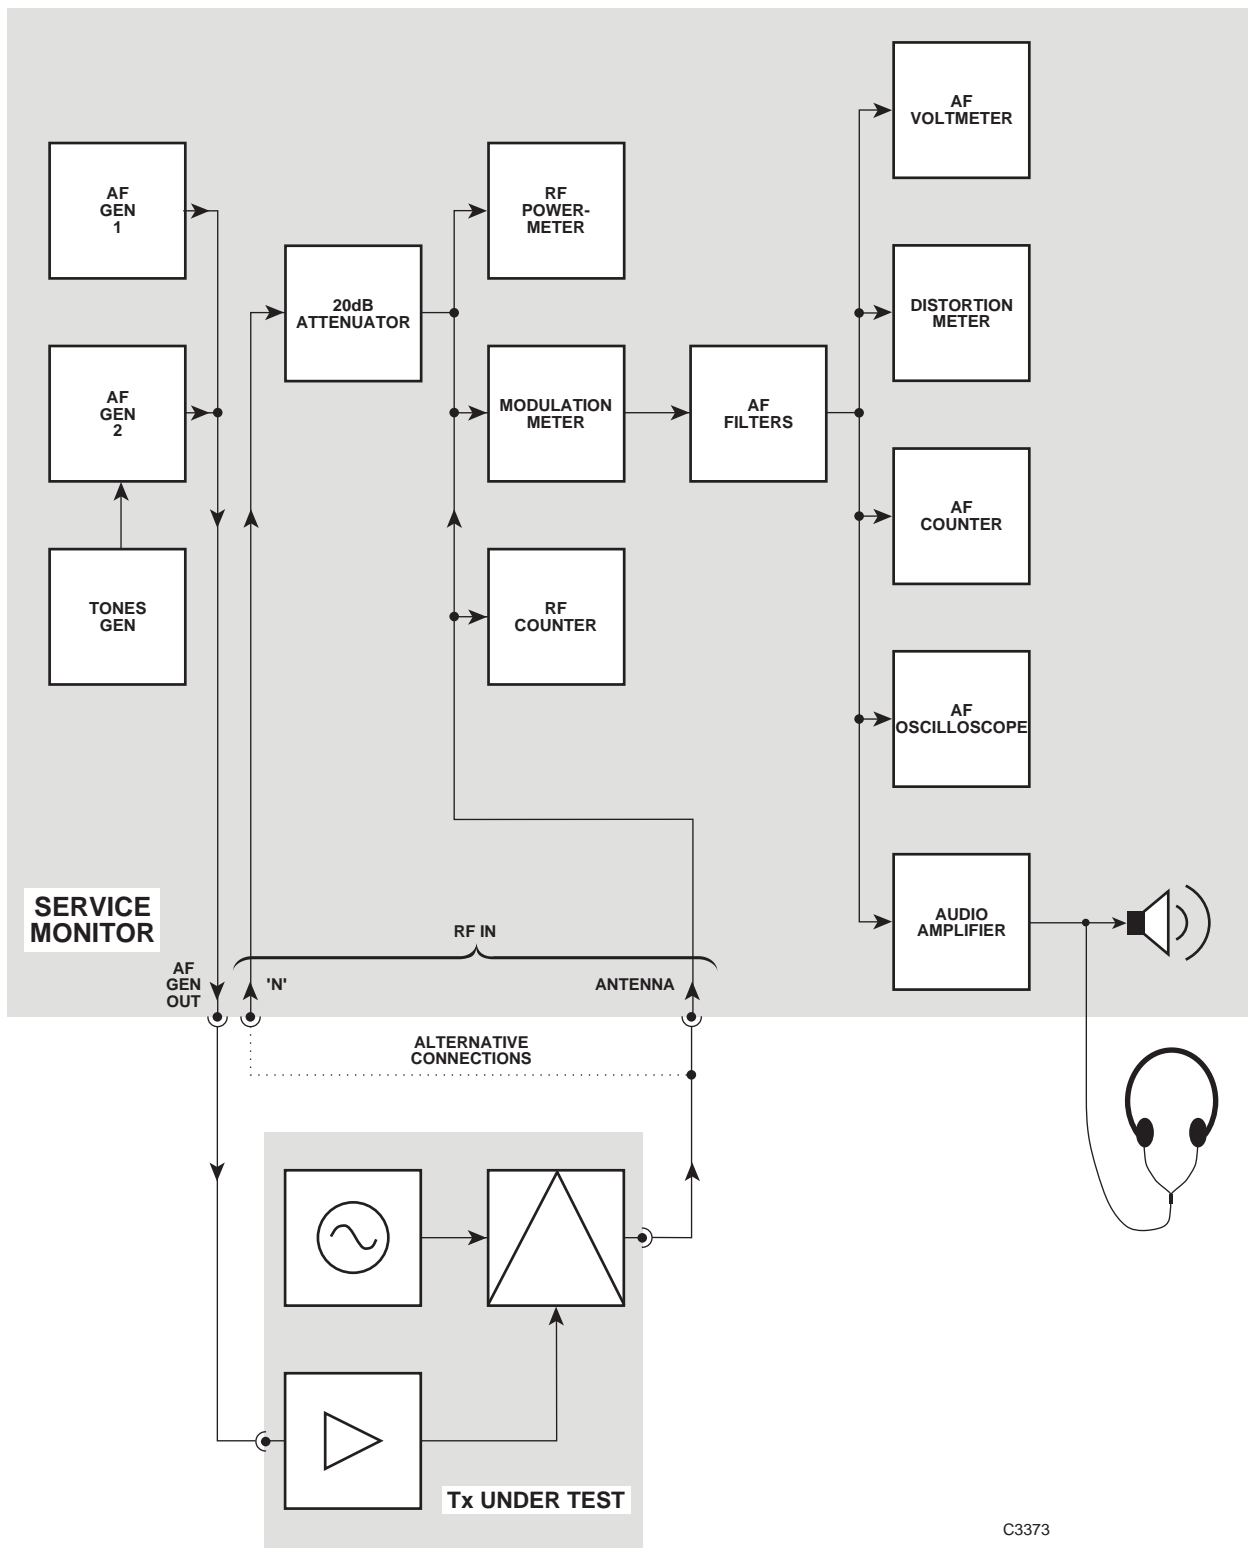 AF
VOLTMETER
AF
GEN
1
RF
POWER-
METER
20dB
ATTENUATOR
DISTORTION
METER
AF
GEN
2
MODULATION
METER
AF
FILTERS
AF
COUNTER
TONES
GEN
RF
COUNTER
AF
OSCILLOSCOPE
AUDIO
AMPLIFIER
SERVICE
MONITOR
RF IN
AF
GEN
OUT
'N'
ANTENNA
ALTERNATIVE
CONNECTIONS
Tx UNDER TEST
C3373